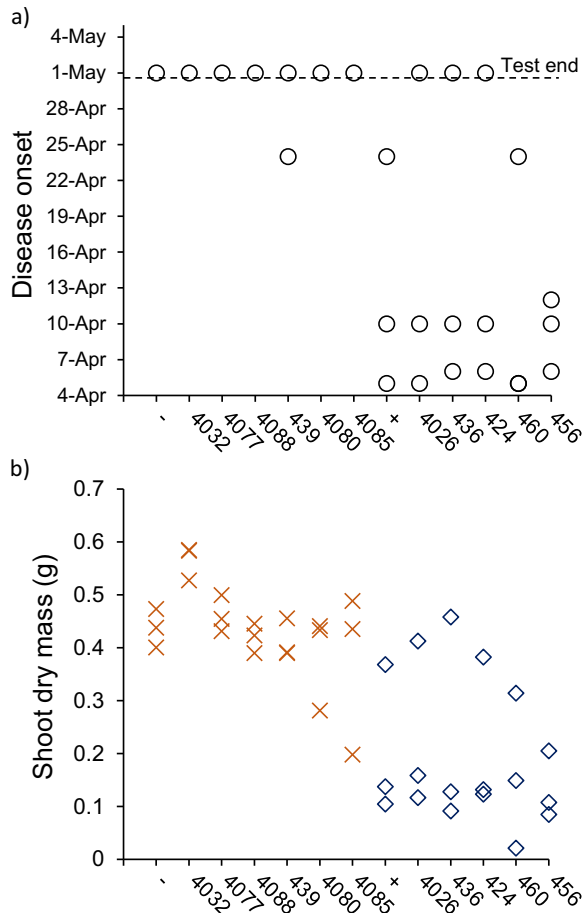 a)
Disease onset
4-May
1-May
28-Apr
25-Apr
22-Apr
19-Apr
16-Apr
13-Apr
10-Apr
7-Apr
4-Apr
Test end
-
4032
4077
4088
439
4080
4085
+
4026
436
424
460
456
b)
Shoot dry mass (g)
0.7
0.6
0.5
0.4
0.3
0.2
0.1
0
-
4032
4077
4088
439
4080
4085
+
4026
436
424
460
456